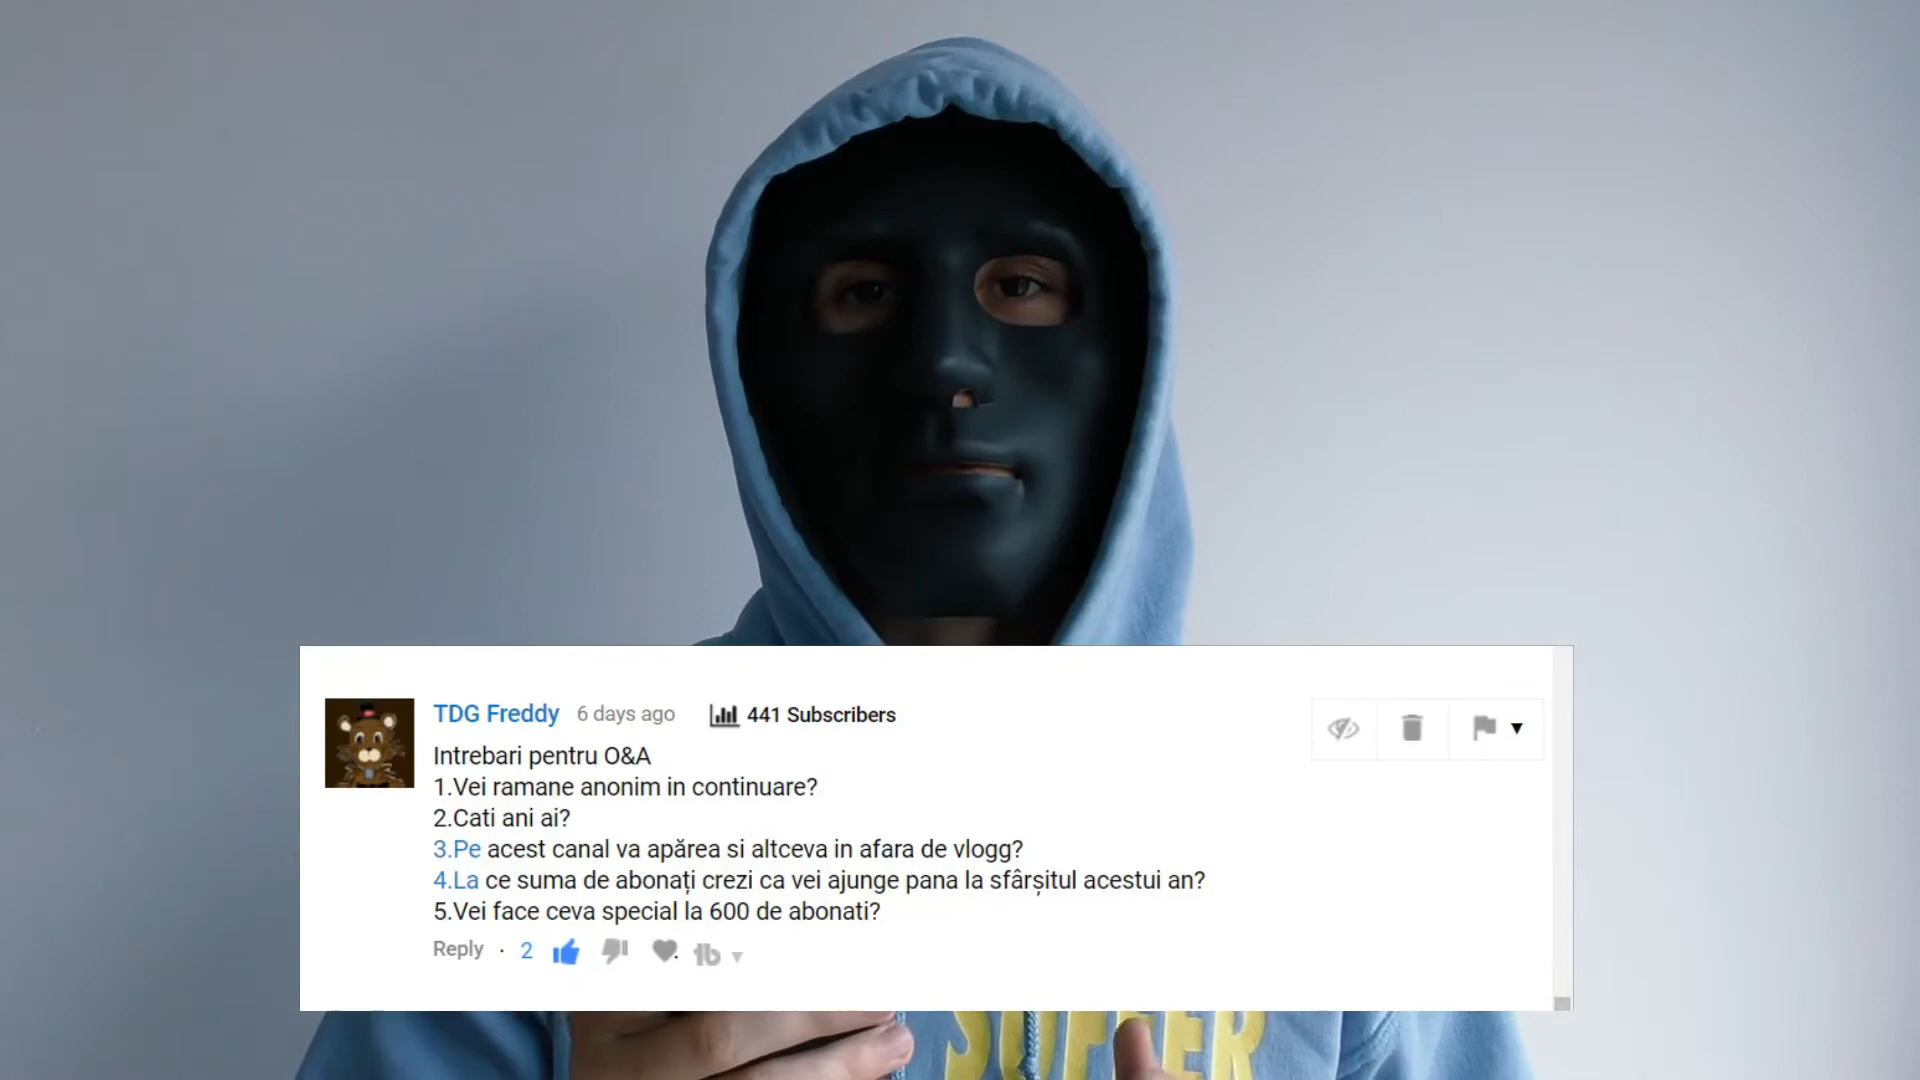 TDG Freddy 6 days ago 441 Subscribers
Intrebari pentru O&A
1.Vei ramane anonim in continuare?
2.Cati ani ai?
3.Pe acest canal va apărea si altceva in afara de vlogg?
4.La ce suma de abonați crezi ca vei ajunge pana la sfârșitul acestui an?
5.Vei face ceva special la 600 de abonati?
Reply · 2